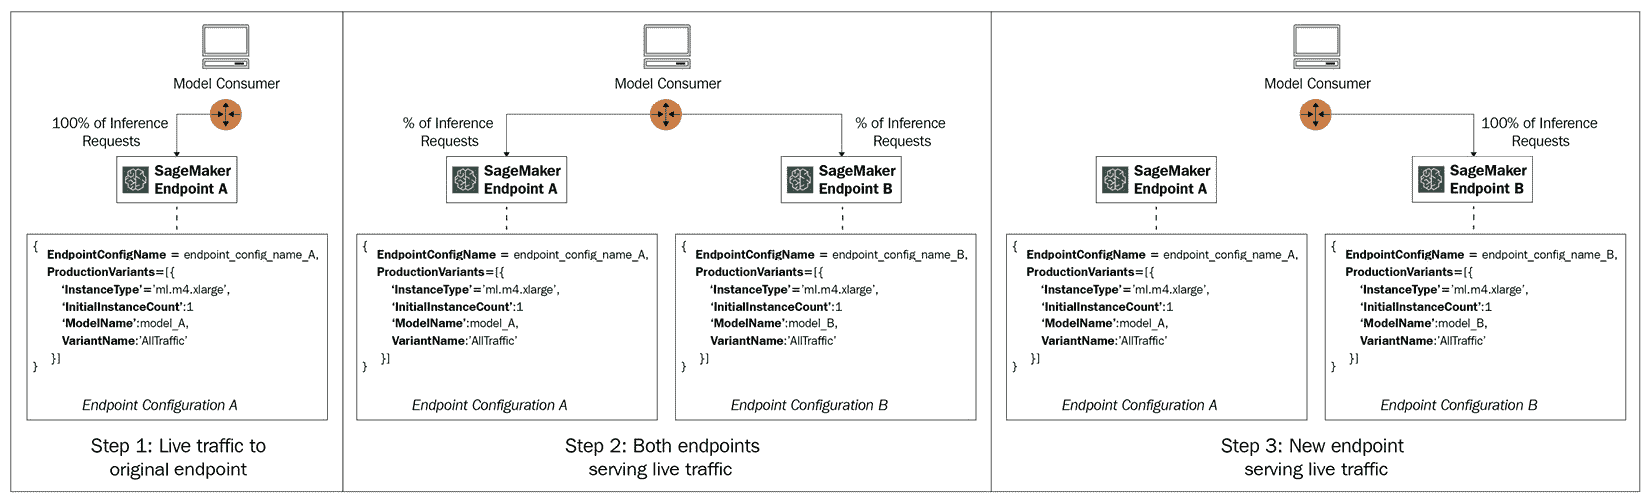 Model Consumer
100% of Inference
Requests
SageMaker
Endpoint A
{
EndpointConfigName = endpoint_config_name_A,
ProductionVariants=[{
‘InstanceType’=’ml.m4.xlarge’,
‘InitialInstanceCount’:1
‘ModelName’:model_A,
VariantName:’AllTraffic’
}]
}
Endpoint Configuration A
Step 1: Live traffic to
original endpoint
Model Consumer
% of Inference
Requests
% of Inference
Requests
SageMaker
Endpoint A
SageMaker
Endpoint B
{
EndpointConfigName = endpoint_config_name_A,
ProductionVariants=[{
‘InstanceType’=’ml.m4.xlarge’,
‘InitialInstanceCount’:1
‘ModelName’:model_A,
VariantName:’AllTraffic’
}]
}
Endpoint Configuration A
{
EndpointConfigName = endpoint_config_name_B,
ProductionVariants=[{
‘InstanceType’=’ml.m4.xlarge’,
‘InitialInstanceCount’:1
‘ModelName’:model_B,
VariantName:’AllTraffic’
}]
}
Endpoint Configuration B
Step 2: Both endpoints
serving live traffic
Model Consumer
100% of Inference
Requests
SageMaker
Endpoint A
SageMaker
Endpoint B
{
EndpointConfigName = endpoint_config_name_A,
ProductionVariants=[{
‘InstanceType’=’ml.m4.xlarge’,
‘InitialInstanceCount’:1
‘ModelName’:model_A,
VariantName:’AllTraffic’
}]
}
Endpoint Configuration A
{
EndpointConfigName = endpoint_config_name_B,
ProductionVariants=[{
‘InstanceType’=’ml.m4.xlarge’,
‘InitialInstanceCount’:1
‘ModelName’:model_B,
VariantName:’AllTraffic’
}]
}
Endpoint Configuration B
Step 3: New endpoint
serving live traffic